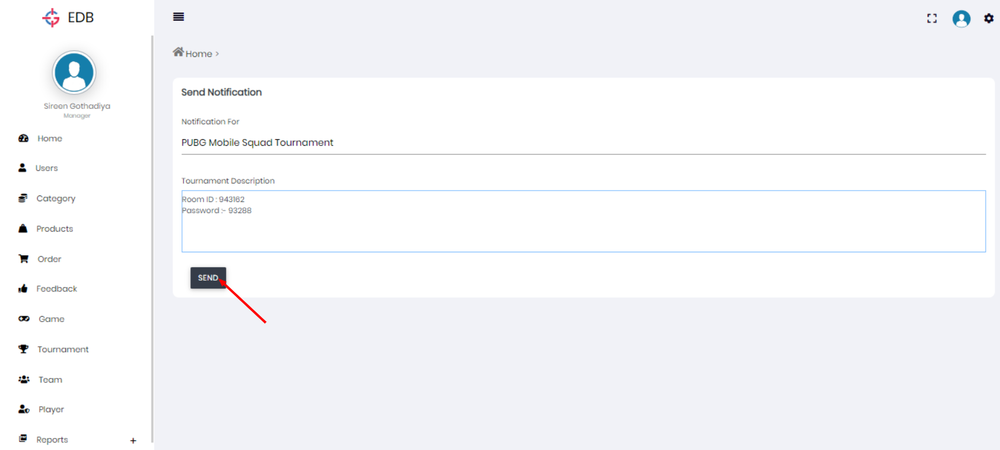 EDB
Sireen Gothadiya
Manager
Home
Users
Category
Products
Order
Feedback
Game
Tournament
Team
Player
Reports +
Home >
Send Notification
Notification For
PUBG Mobile Squad Tournament
Tournament Description
Room ID : 943162
Password :- 93288
SEND